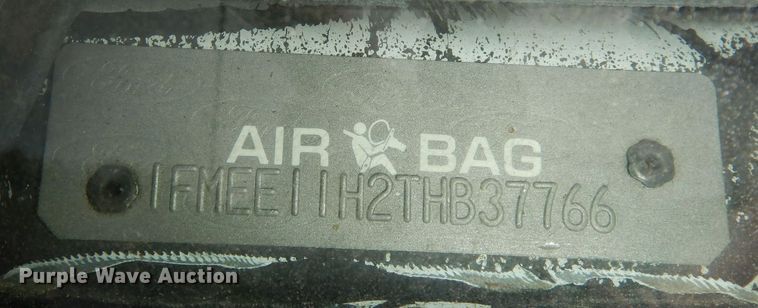 AIR BAG
1FMEE11H2THB37766
Purple Wave Auction